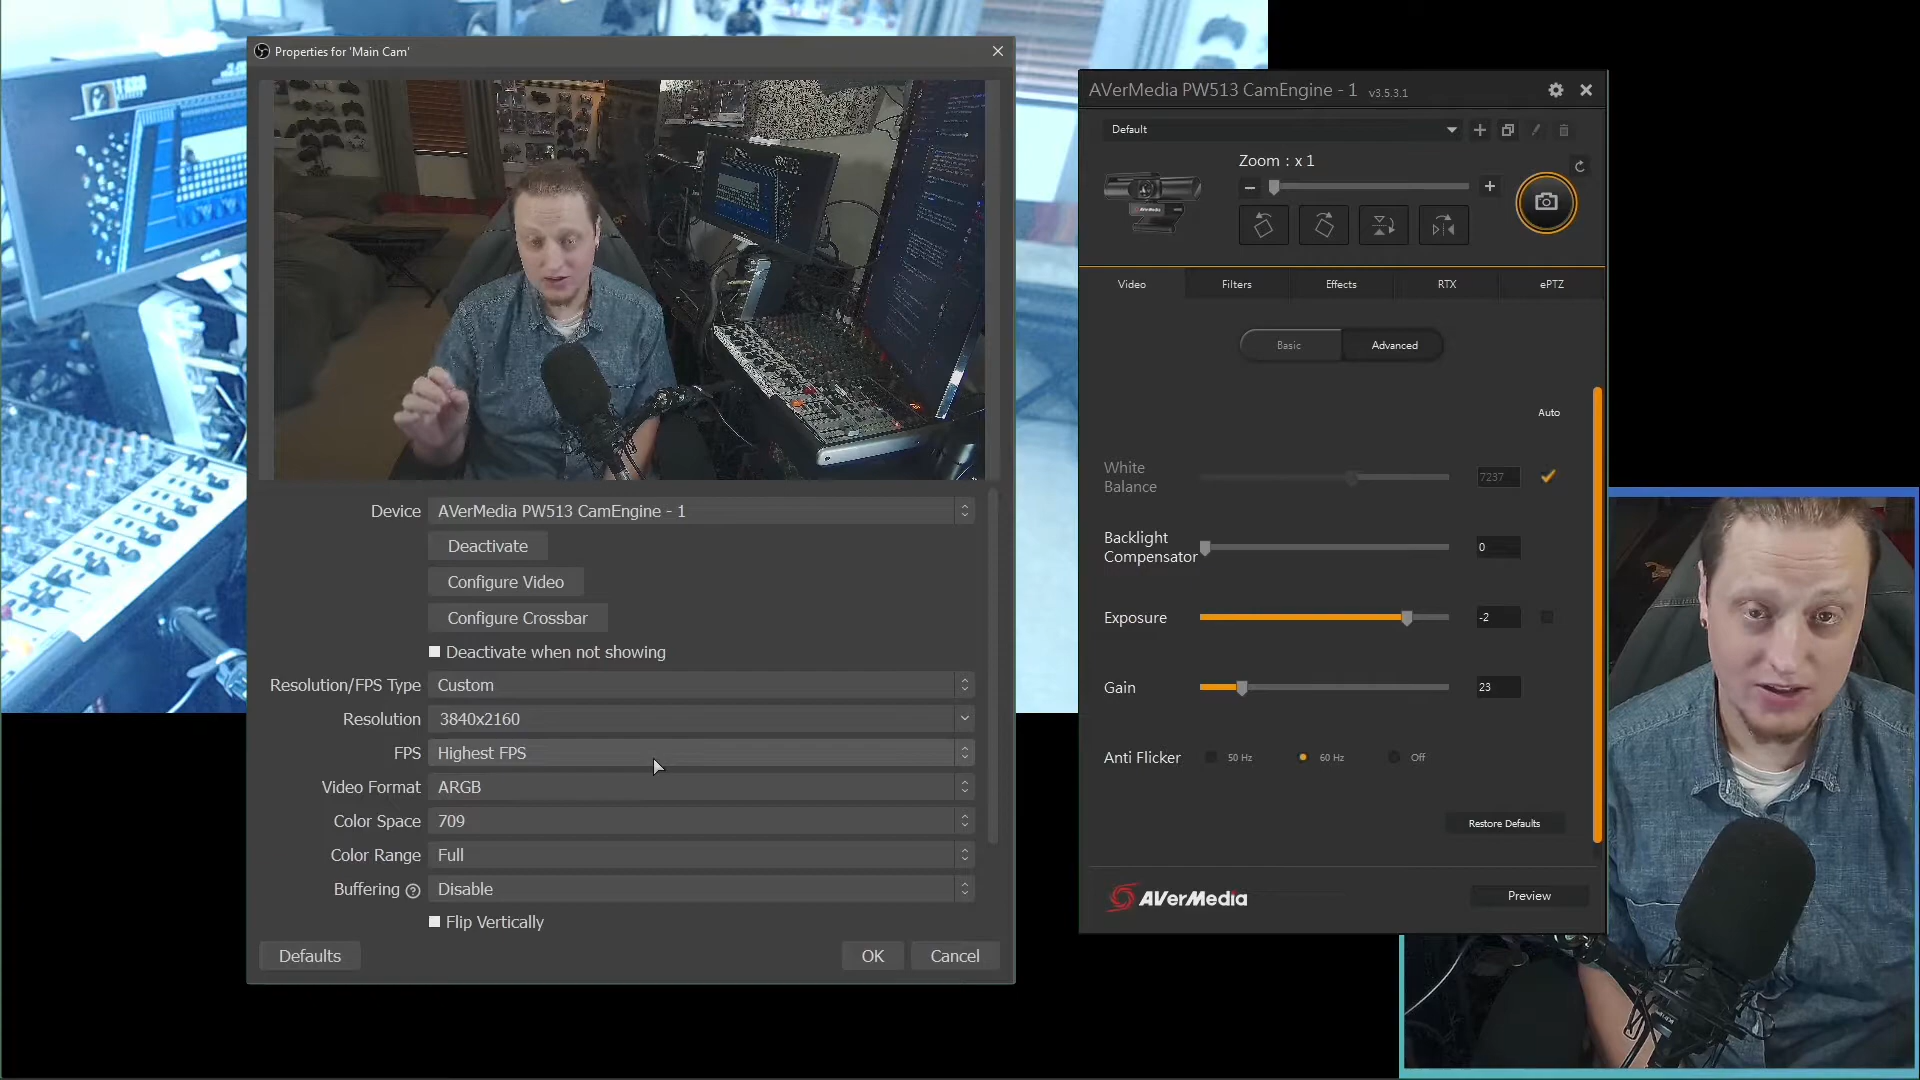 Properties for 'Main Cam'
Device AVerMedia PW513 CamEngine - 1
Deactivate
Configure Video
Configure Crossbar
Deactivate when not showing
Resolution/FPS Type Custom
Resolution 3840x2160
FPS Highest FPS
Video Format ARGB
Color Space 709
Color Range Full
Buffering ? Disable
Flip Vertically
Defaults OK Cancel
AVerMedia PW513 CamEngine - 1 v3.5.3.1
Default
Zoom : x 1
Video Filters Effects RTX ePTZ
Basic Advanced
Auto
White
Balance 7237
Backlight
Compensator 0
Exposure -2
Gain 23
Anti Flicker 50 Hz 60 Hz Off
Restore Defaults
AVerMedia Preview